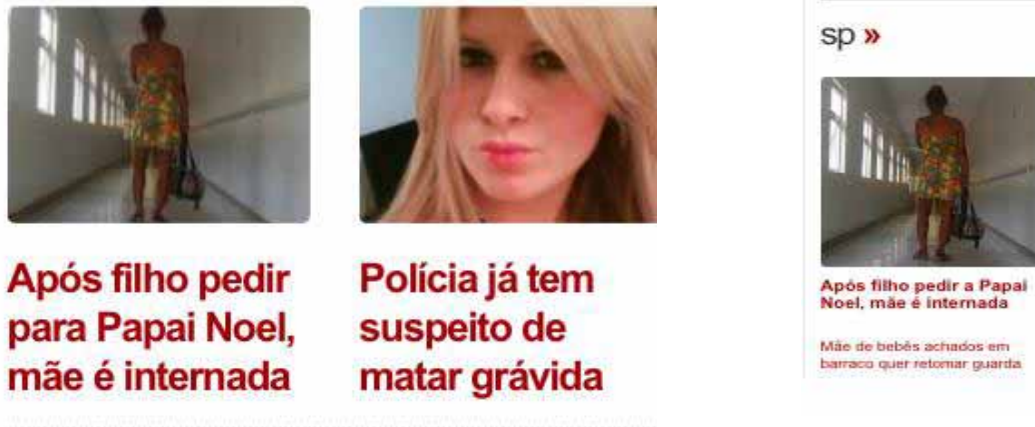 Após filho pedir
para Papai Noel,
mãe é internada
Polícia já tem
suspeito de
matar grávida
sp »
Após filho pedir a Papai
Noel, mãe é internada
Mãe de bebês achados em
barraco quer retomar guarda